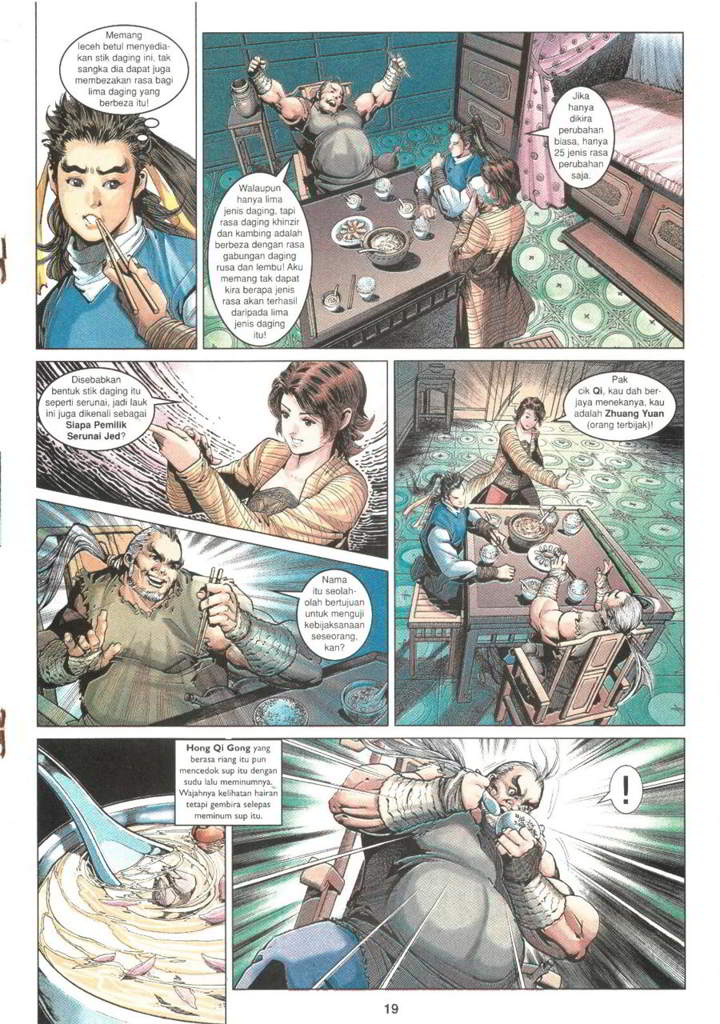 Memang
leceh betul menyedia-
kan stik daging ini, tak
sangka dia dapat juga
membezakan rasa bagi
lima daging yang
berbeza itu!
Walaupun
hanya lima
jenis daging, tapi
rasa daging khinzir
dan kambing adalah
berbeza dengan rasa
gabungan daging
rusa dan lembu! Aku
memang tak dapat
kira berapa jenis
rasa akan terhasil
daripada lima
jenis daging
itu!
Jika
hanya
dikira
perubahan
biasa, hanya
25 jenis rasa
perubahan
saja.
Disebabkan
bentuk stik daging itu
seperti serunai, jadi lauk
ini juga dikenali sebagai
Siapa Pemilik
Serunai Jed?
Nama
itu seolah-
olah bertujuan
untuk menguji
kebijaksanaan
seseorang,
kan?
Pak
cik Qi, kau dah ber-
jaya menekanya, kau
adalah Zhuang Yuan
(orang terbijak)!
Hong Qi Gong yang
berasa riang itu pun
mencedok sup itu dengan
sudu lalu meminumnya.
Wajahnya kelihatan hairan
tetapi gembira selepas
meminum sup itu.
!
19